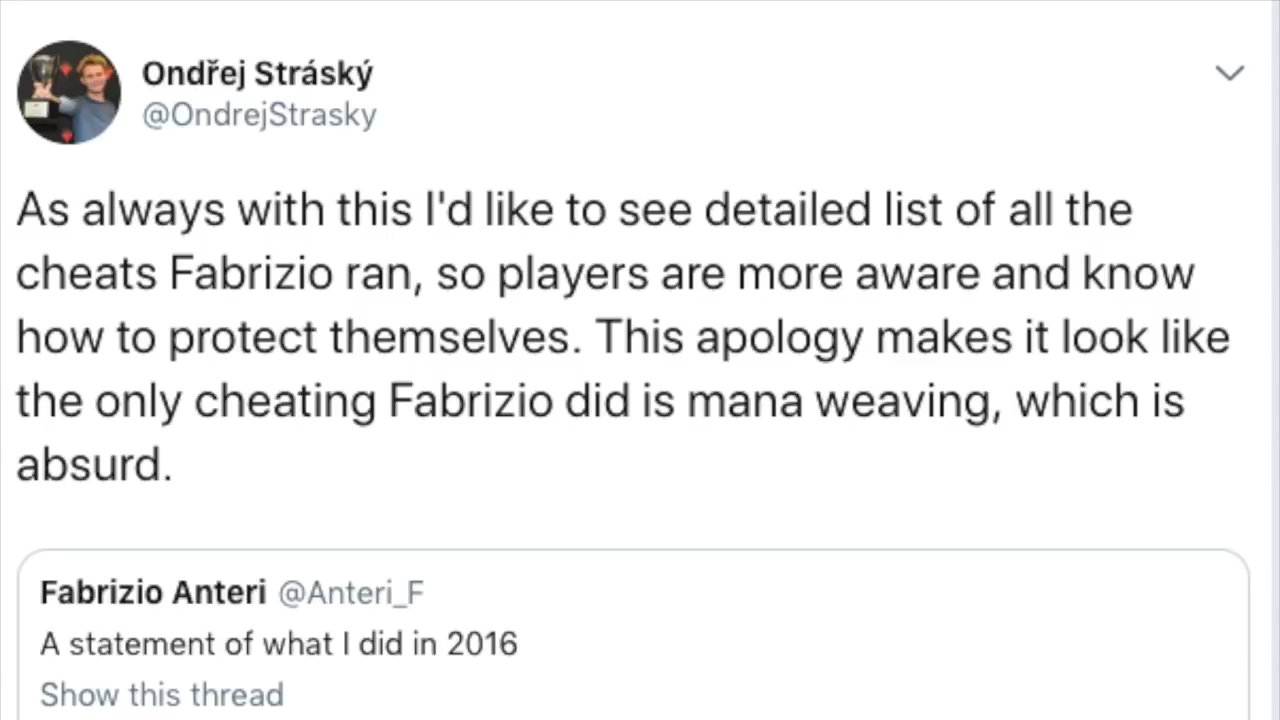 Ondřej Stráský
@OndrejStrasky
As always with this I'd like to see detailed list of all the
cheats Fabrizio ran, so players are more aware and know
how to protect themselves. This apology makes it look like
the only cheating Fabrizio did is mana weaving, which is
absurd.
Fabrizio Anteri @Anteri_F
A statement of what I did in 2016
Show this thread